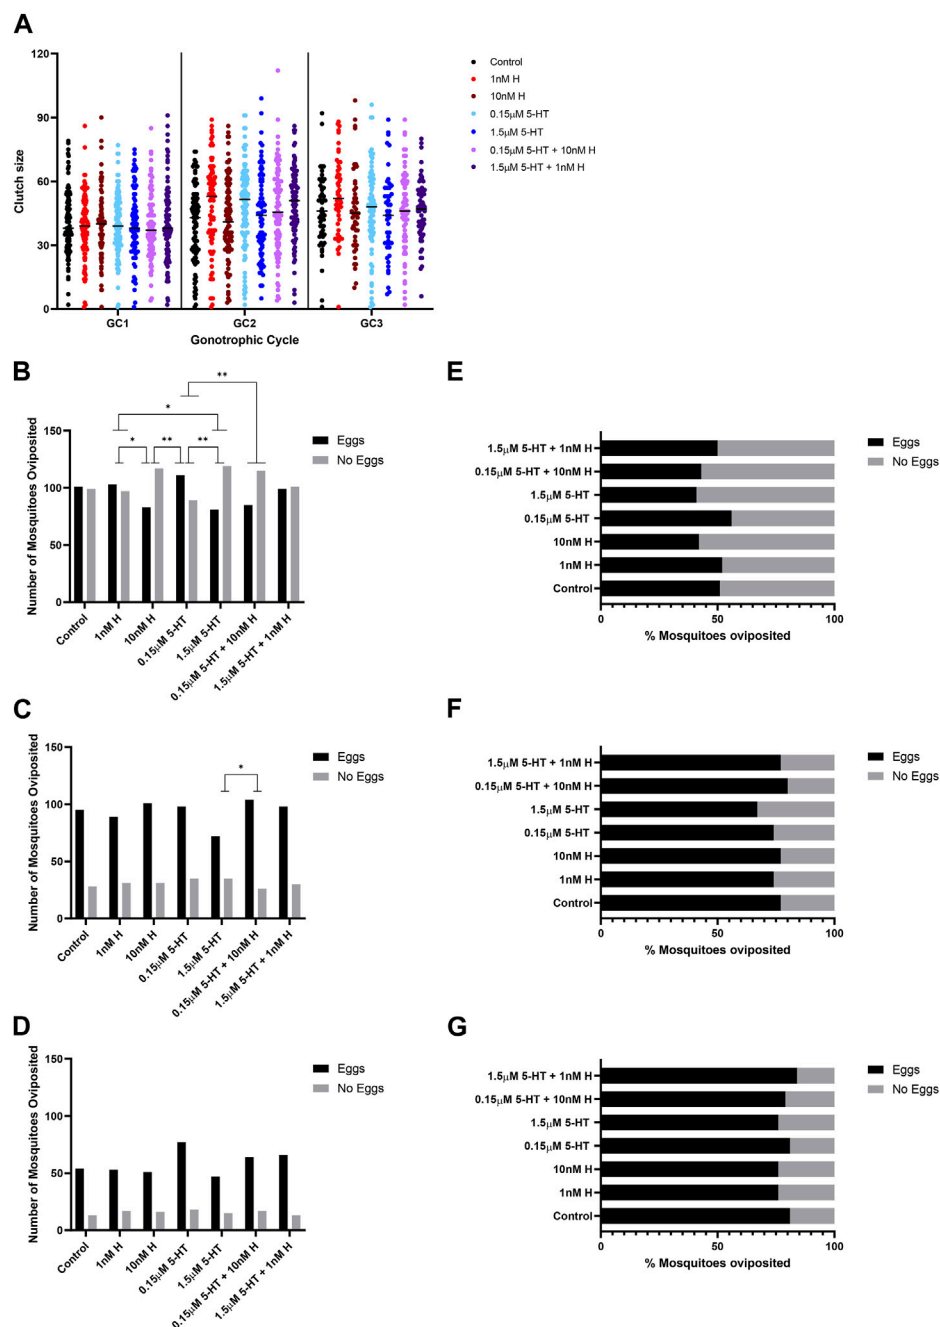 A
120
90
60
30
0
Clutch size
GC1
GC2
GC3
Gonotrophic Cycle
Control
1nM H
10nM H
0.15μM 5-HT
1.5μM 5-HT
0.15μM 5-HT + 10nM H
1.5μM 5-HT + 1nM H
B
150
100
50
0
Number of Mosquitoes Oviposited
**
*
*
**
**
Eggs
No Eggs
Control
1nM H
10nM H
0.15μM 5-HT
1.5μM 5-HT
0.15μM 5-HT + 10nM H
1.5μM 5-HT + 1nM H
E
1.5μM 5-HT + 1nM H
0.15μM 5-HT + 10nM H
1.5μM 5-HT
0.15μM 5-HT
10nM H
1nM H
Control
0
50
100
% Mosquitoes oviposited
Eggs
No Eggs
C
150
100
50
0
Number of Mosquitoes Oviposited
*
Eggs
No Eggs
Control
1nM H
10nM H
0.15μM 5-HT
1.5μM 5-HT
0.15μM 5-HT + 10nM H
1.5μM 5-HT + 1nM H
F
1.5μM 5-HT + 1nM H
0.15μM 5-HT + 10nM H
1.5μM 5-HT
0.15μM 5-HT
10nM H
1nM H
Control
0
50
100
% Mosquitoes oviposited
Eggs
No Eggs
D
150
100
50
0
Number of Mosquitoes Oviposited
Eggs
No Eggs
Control
1nM H
10nM H
0.15μM 5-HT
1.5μM 5-HT
0.15μM 5-HT + 10nM H
1.5μM 5-HT + 1nM H
G
1.5μM 5-HT + 1nM H
0.15μM 5-HT + 10nM H
1.5μM 5-HT
0.15μM 5-HT
10nM H
1nM H
Control
0
50
100
% Mosquitoes oviposited
Eggs
No Eggs